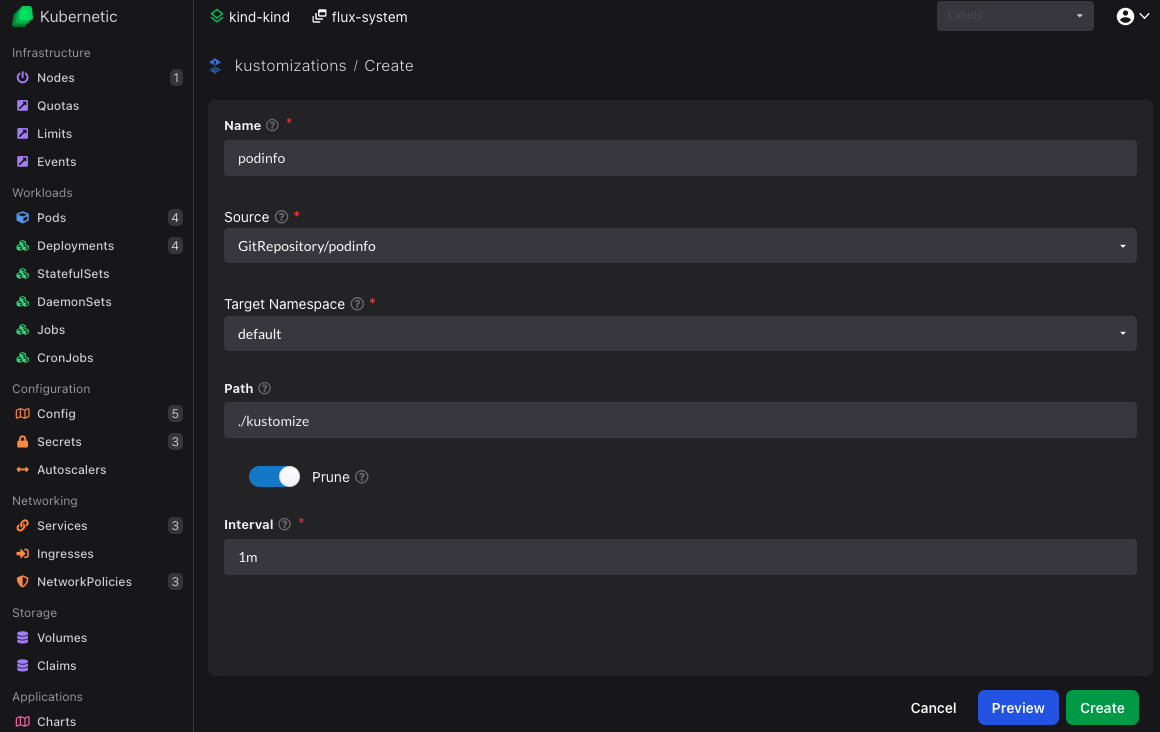 Kubernetic
kind-kind
flux-system
Labels
Infrastructure
Nodes 1
Quotas
Limits
Events
Workloads
Pods 4
Deployments 4
StatefulSets
DaemonSets
Jobs
CronJobs
Configuration
Config 5
Secrets 3
Autoscalers
Networking
Services 3
Ingresses
NetworkPolicies 3
Storage
Volumes
Claims
Applications
Charts
kustomizations / Create
Name ? *
podinfo
Source ? *
GitRepository/podinfo
Target Namespace ? *
default
Path ?
./kustomize
Prune ?
Interval ? *
1m
Cancel
Preview
Create